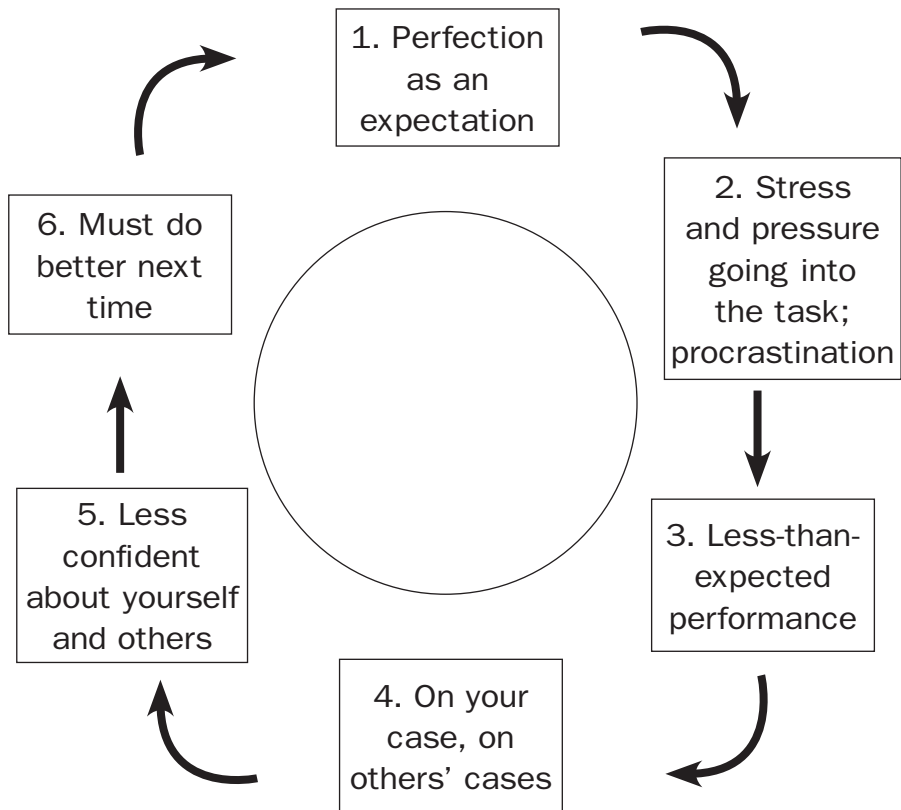 1. Perfection
as an
expectation
2. Stress
and pressure
going into
the task;
procrastination
3. Less-than-
expected
performance
4. On your
case, on
others’ cases
5. Less
confident
about yourself
and others
6. Must do
better next
time